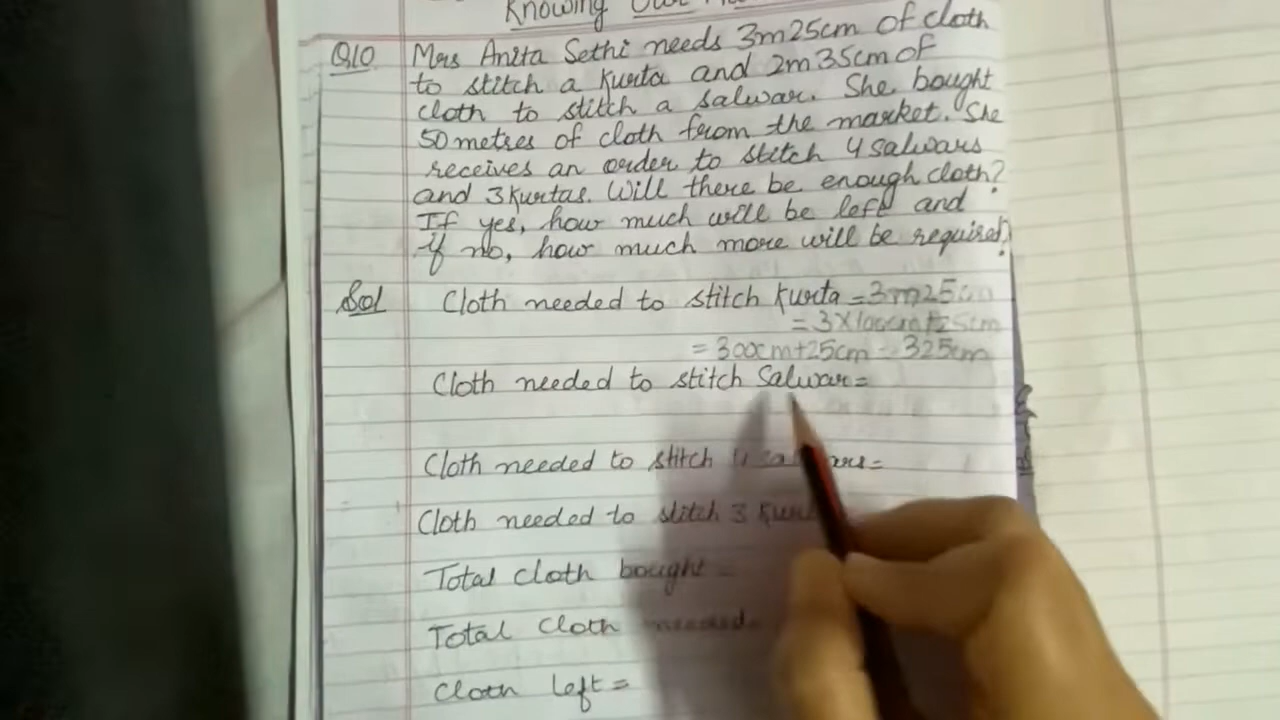 Knowing
Q10 Mrs Anita Sethi needs 3m25cm of cloth
to stitch a Kurta and 2m35cm of
cloth to stitch a salwar. She bought
50 metres of cloth from the market. She
receives an order to stitch 4 salwars
and 3 Kurtas. Will there be enough cloth?
If yes, how much will be left and
if no, how much more will be required?
Sol Cloth needed to stitch Kurta = 3m25cm
= 3×100cm+25cm
= 300cm+25cm = 325cm
Cloth needed to stitch Salwar=
Cloth needed to stitch
Cloth needed to stitch 3
Total cloth bought =
Total cloth needed
Cloth left =